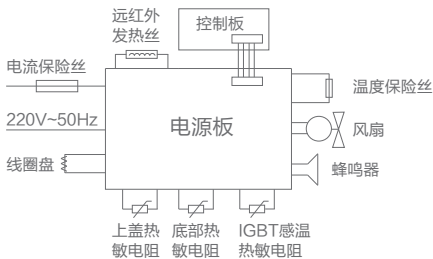 远红外
发热丝
控制板
电流保险丝
温度保险丝
220V~50Hz
电源板
风扇
线圈盘
蜂鸣器
上盖热
敏电阻
底部热
敏电阻
IGBT感温
热敏电阻